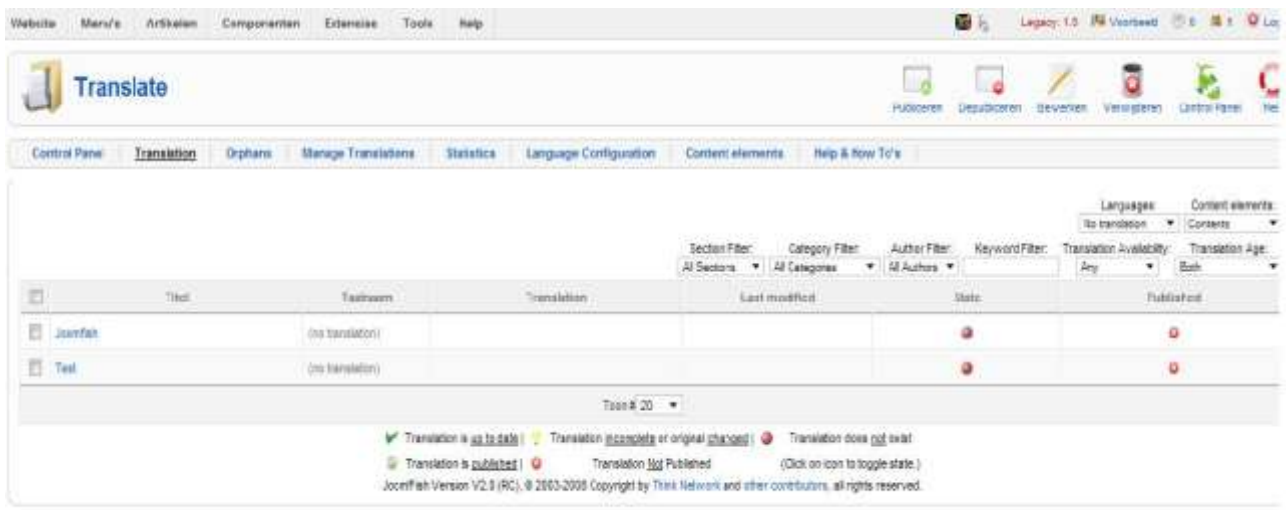 Website Menu's Artikelen Componenten Extensies Tools Help Legacy: 1.0 Voorbeeld 0 1
Translate
Publiceren Depubliceren Bewerken Verwijderen Control Panel
Control Panel Translation Orphans Manage Translations Statistics Language Configuration Content elements Help & How To's
Languages: Content elements:
No translation Contents
Section Filter: Category Filter: Author Filter: Keyword Filter: Translation Availability: Translation Age:
All Sections All Categories All Authors Any Both
Titel Taalnaam Translation Last modified State Published
Joomfish (no translation)
Test (no translation)
Toon # 20
Translation is up to date | Translation incomplete or original changed | Translation does not exist
Translation is published | Translation Not Published (Click on icon to toggle state.)
Joom!Fish Version V2.0 (RC), © 2003-2008 Copyright by Think Network and other contributors, all rights reserved.